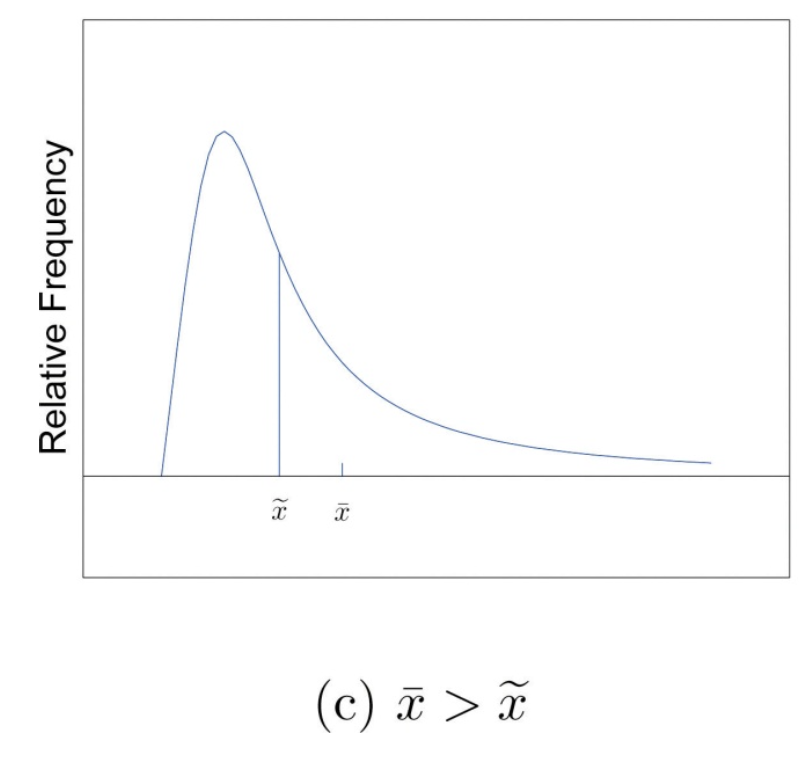 Relative Frequency
x̃ x̄
(c) x̄ > x̃